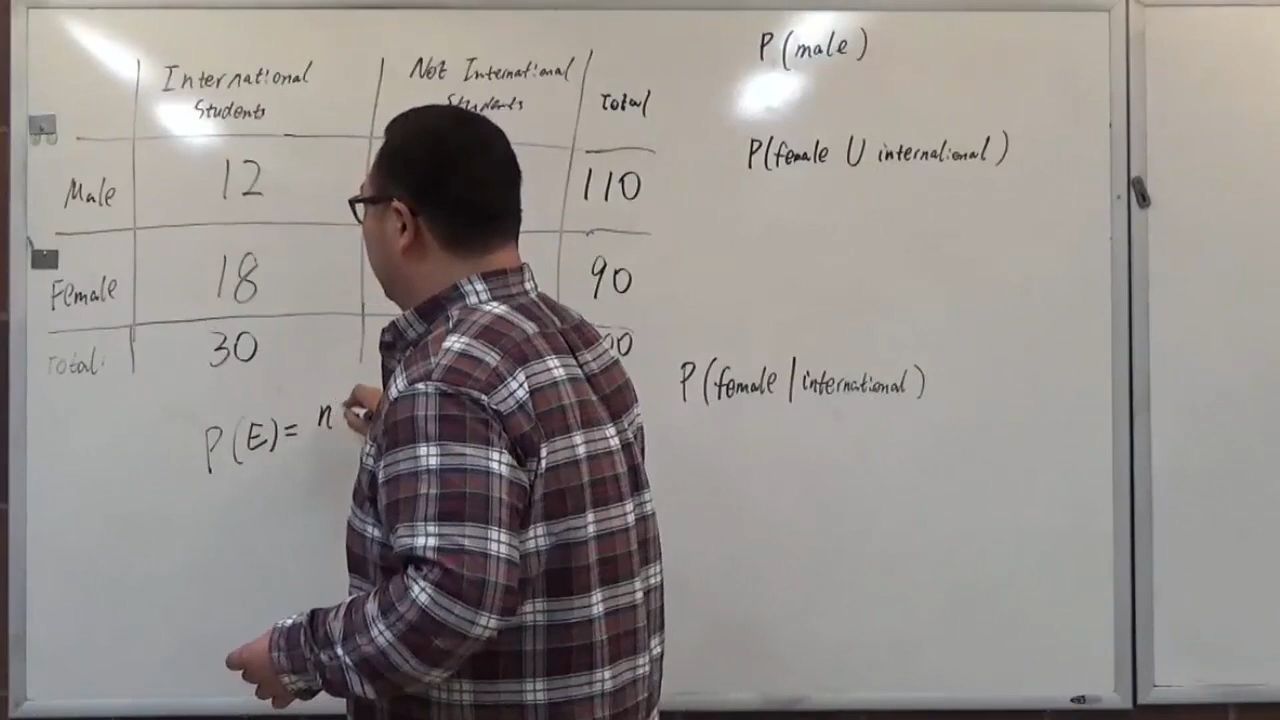 International Students Not International Students Total
Male 12 110
Female 18 90
Total: 30 00
P(E)= n
P(male)
P(female U international)
P(female | international)